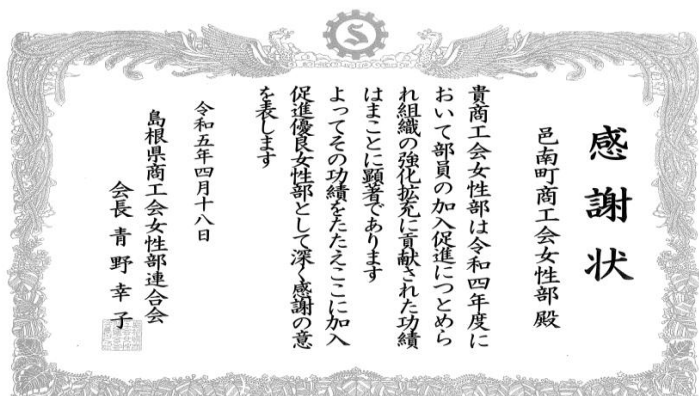 感謝状
邑南町商工会女性部殿
貴商工会女性部は令和四年度に
おいて部員の加入促進につとめら
れ組織の強化拡充に貢献された功績
はまことに顕著であります
よってその功績をたたえここに加入
促進優良女性部として深く感謝の意
を表します
令和五年四月十八日
島根県商工会女性部連合会
会長 青野幸子